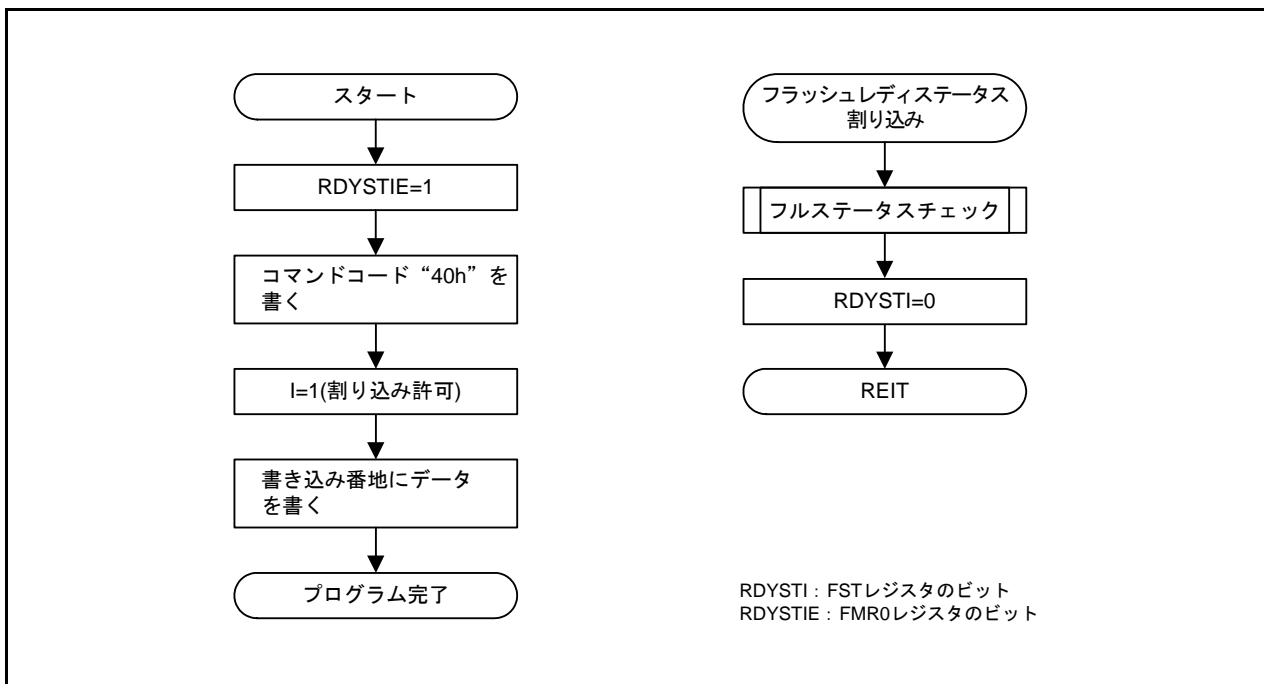 スタート
RDYSTIE=1
コマンドコード“40h”を
書く
I=1(割り込み許可)
書き込み番地にデータ
を書く
プログラム完了
フラッシュレディステータス
割り込み
フルステータスチェック
RDYSTI=0
REIT
RDYSTI：FSTレジスタのビット
RDYSTIE：FMR0レジスタのビット